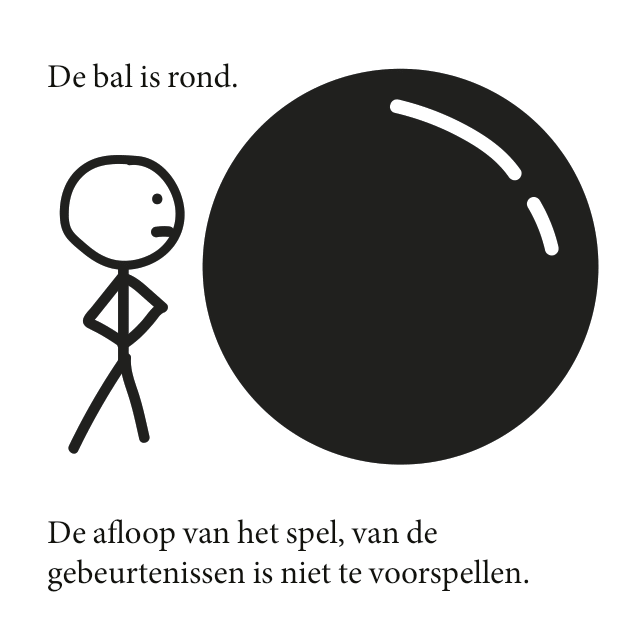 De bal is rond.
De afloop van het spel, van de
gebeurtenissen is niet te voorspellen.